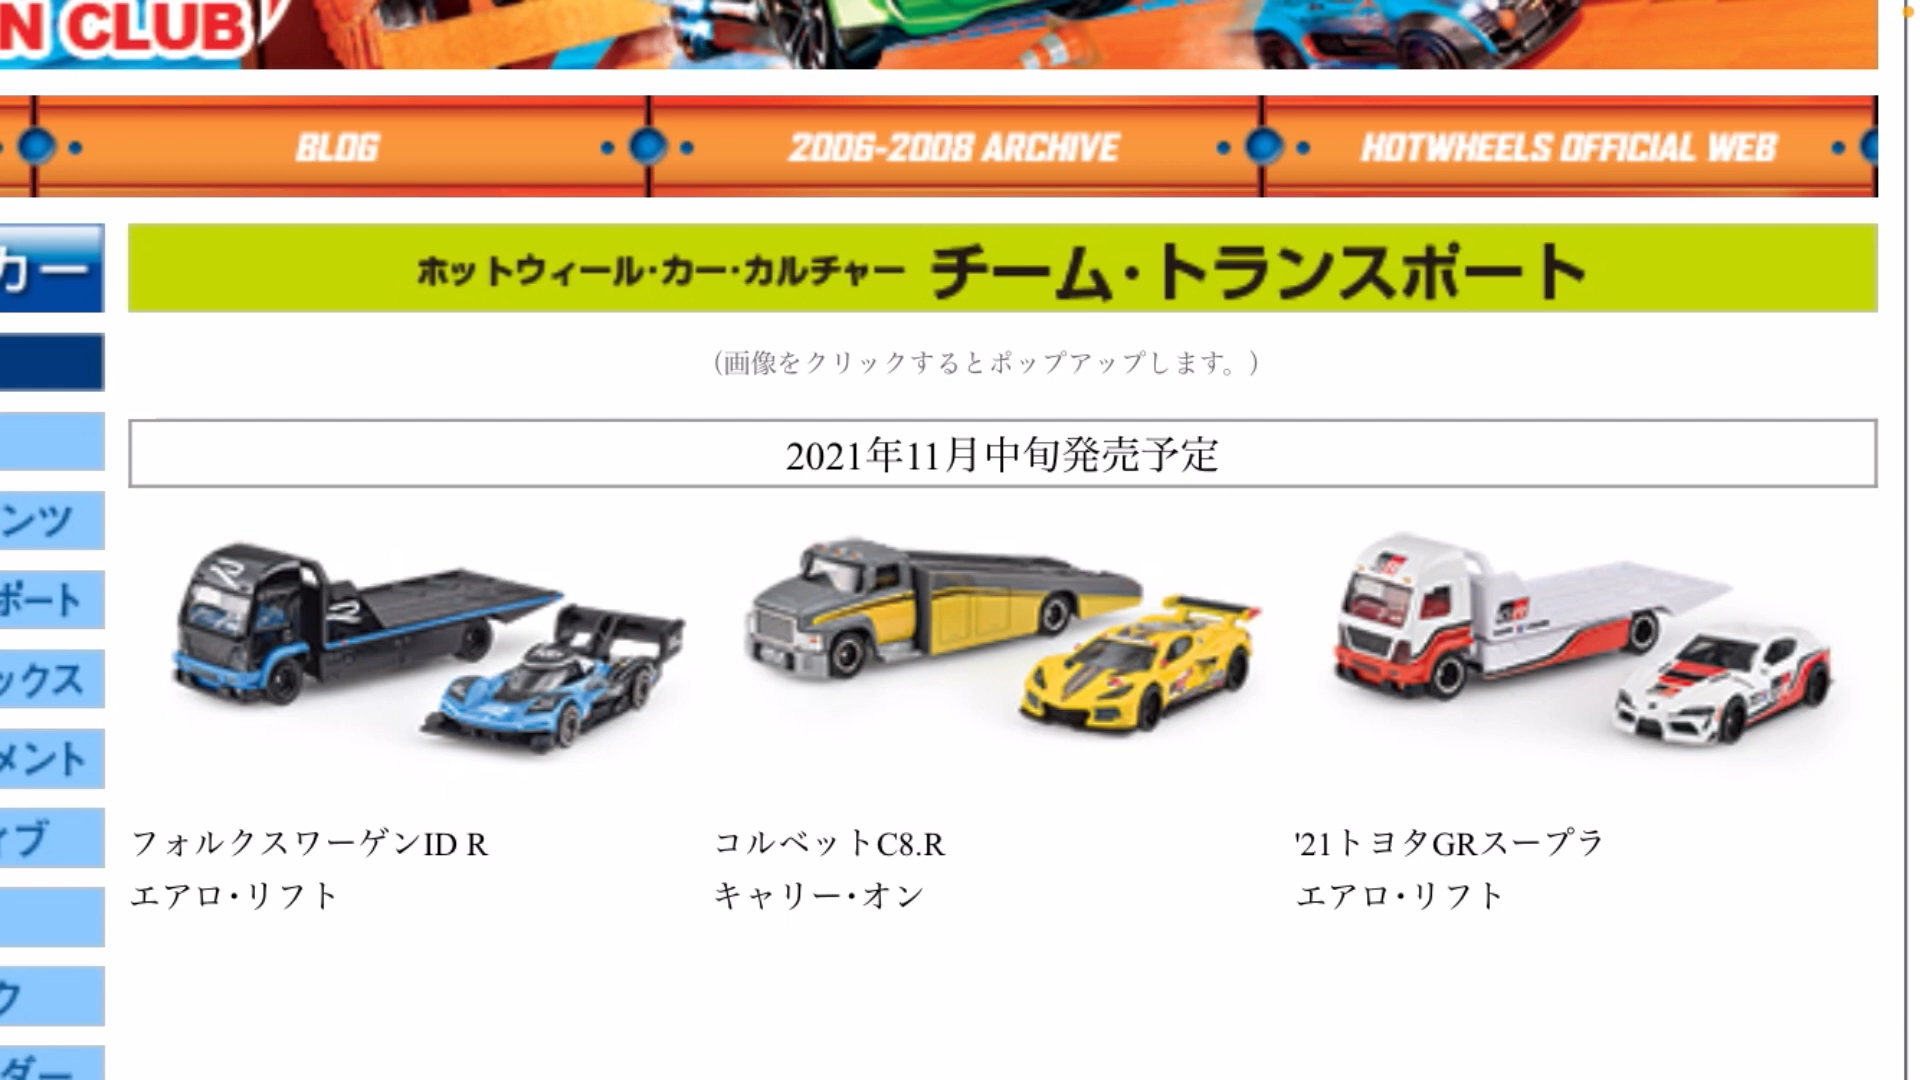 N CLUB
BLOG
2006-2008 ARCHIVE
HOTWHEELS OFFICIAL WEB
カー
ホットウィール・カー・カルチャー チーム・トランスポート
(画像をクリックするとポップアップします。)
2021年11月中旬発売予定
ンツ
ポート
ックス
メント
ィブ
ク
ダー
フォルクスワーゲンID R
エアロ・リフト
コルベットC8.R
キャリー・オン
'21トヨタGRスープラ
エアロ・リフト